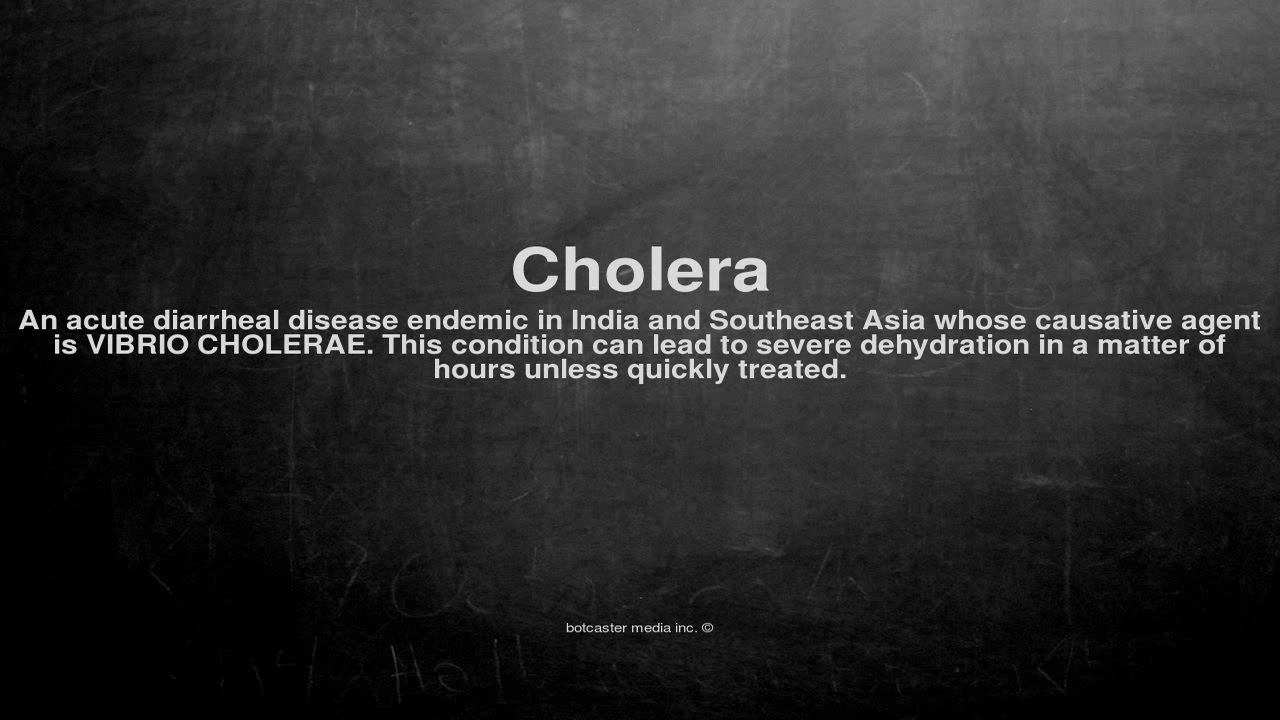 Cholera
An acute diarrheal disease endemic in India and Southeast Asia whose causative agent
is VIBRIO CHOLERAE. This condition can lead to severe dehydration in a matter of
hours unless quickly treated.
botcaster media inc. ©